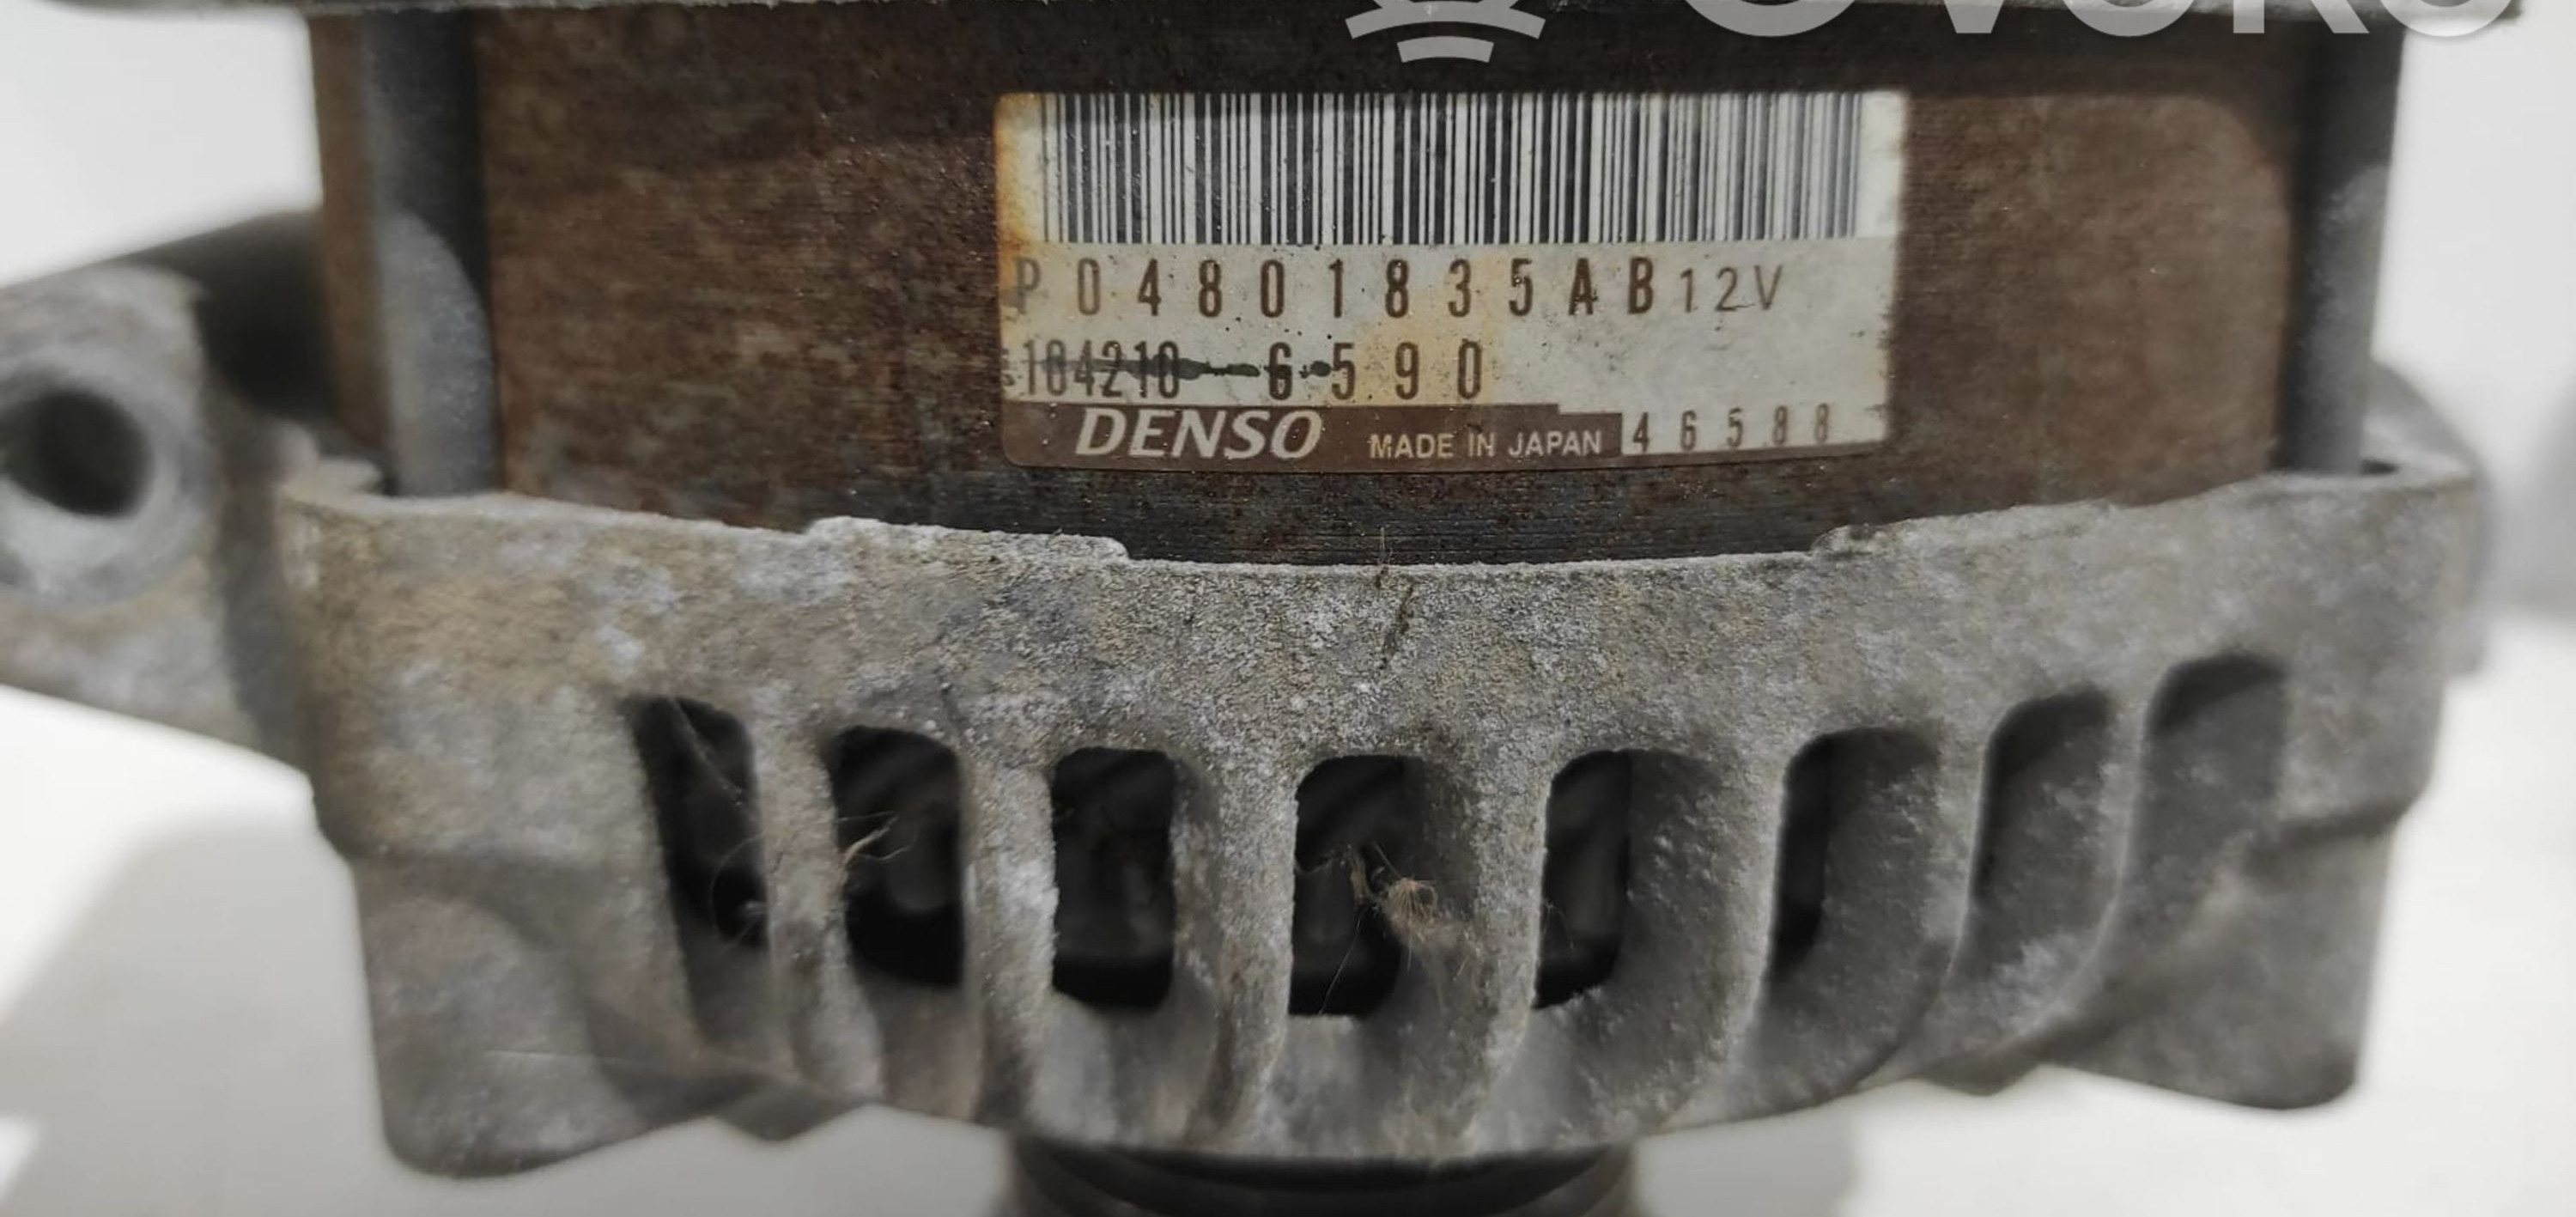 P04801835AB 12V
104210-6590
DENSO MADE IN JAPAN 46588